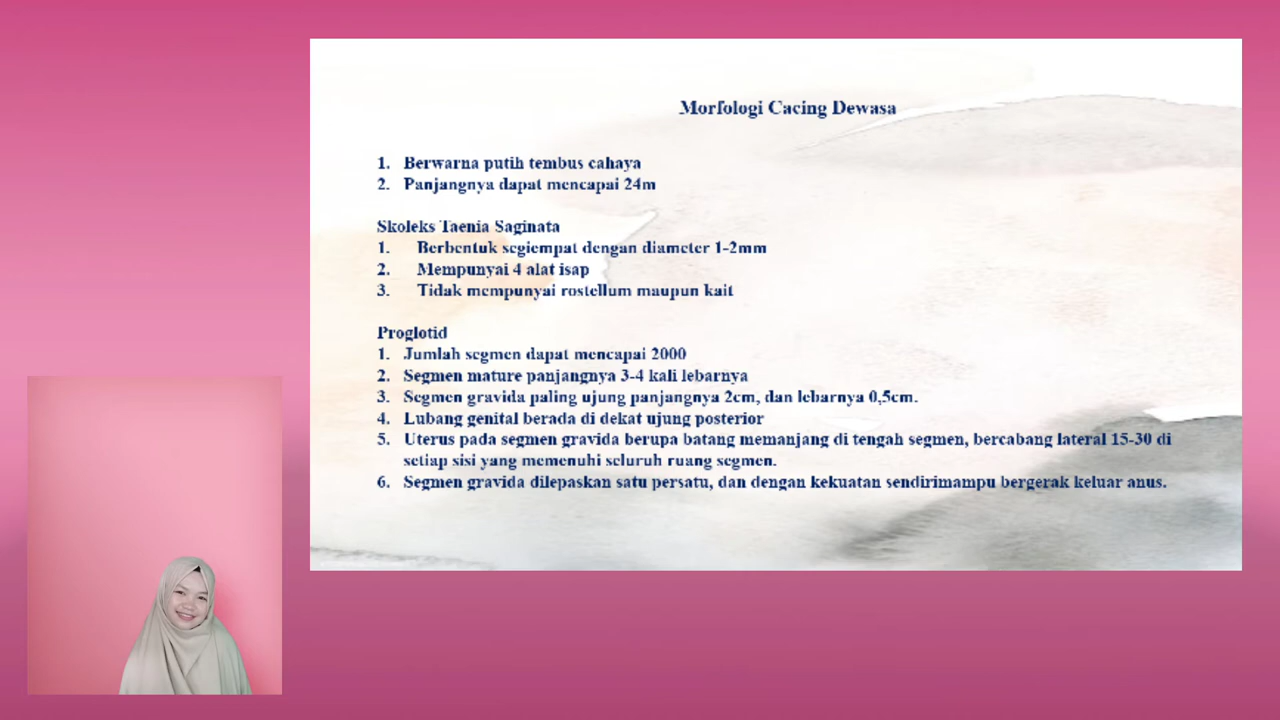 Morfologi Cacing Dewasa
1. Berwarna putih tembus cahaya
2. Panjangnya dapat mencapai 24m
Skoleks Taenia Saginata
1. Berbentuk segiempat dengan diameter 1-2mm
2. Mempunyai 4 alat isap
3. Tidak mempunyai rostellum maupun kait
Proglotid
1. Jumlah segmen dapat mencapai 2000
2. Segmen mature panjangnya 3-4 kali lebarnya
3. Segmen gravida paling ujung panjangnya 2cm, dan lebarnya 0,5cm.
4. Lubang genital berada di dekat ujung posterior
5. Uterus pada segmen gravida berupa batang memanjang di tengah segmen, bercabang lateral 15-30 di
setiap sisi yang memenuhi seluruh ruang segmen.
6. Segmen gravida dilepaskan satu persatu, dan dengan kekuatan sendirimampu bergerak keluar anus.